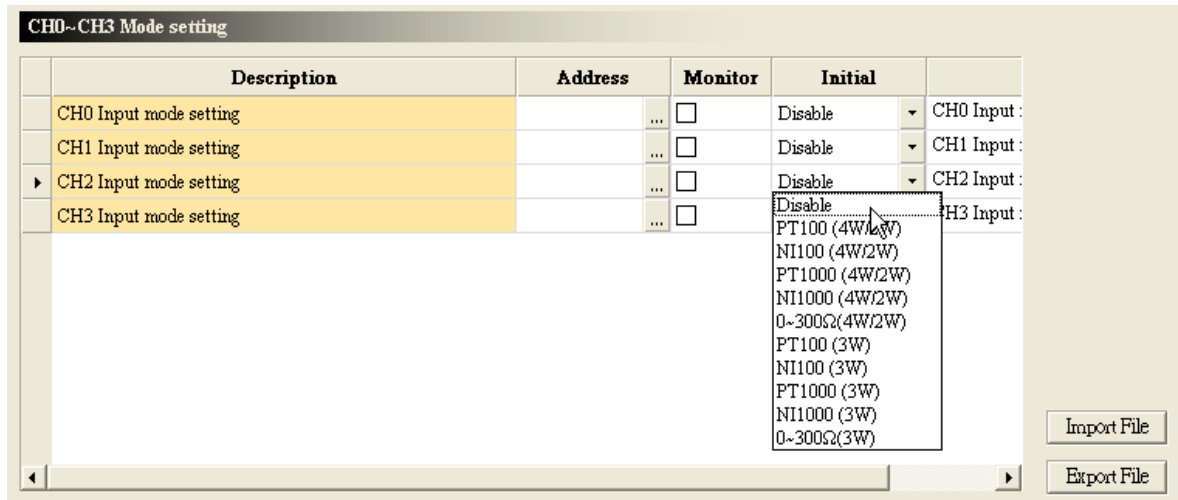 CH0~CH3 Mode setting
Description Address Monitor Initial
CH0 Input mode setting ... Disable CH0 Input :
CH1 Input mode setting ... Disable CH1 Input :
CH2 Input mode setting ... Disable CH2 Input :
CH3 Input mode setting ... H3 Input :
Disable
PT100 (4W/2W)
NI100 (4W/2W)
PT1000 (4W/2W)
NI1000 (4W/2W)
0~300Ω(4W/2W)
PT100 (3W)
NI100 (3W)
PT1000 (3W)
NI1000 (3W)
0~300Ω(3W)
Import File
Export File